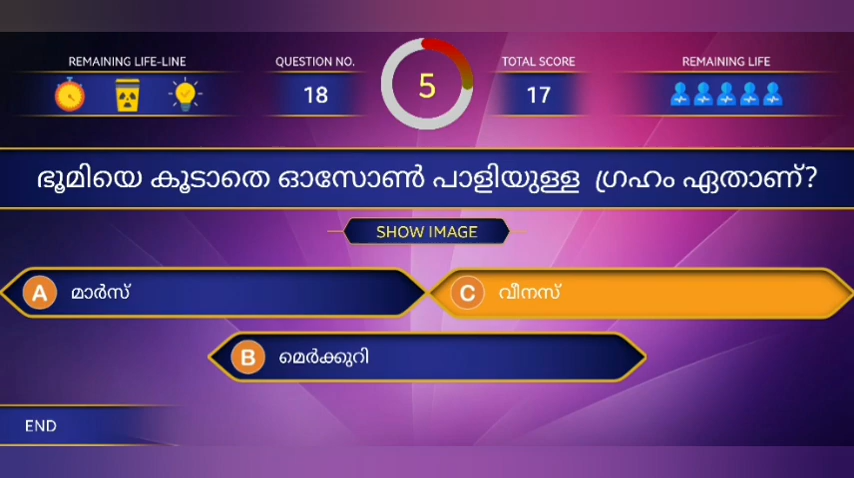 REMAINING LIFE-LINE
QUESTION NO.
18
5
TOTAL SCORE
17
REMAINING LIFE
ഭൂമിയെ കൂടാതെ ഓസോൺ പാളിയുള്ള ഗ്രഹം ഏതാണ്?
SHOW IMAGE
A മാർസ്
C വീനസ്
B മെർക്കുറി
END